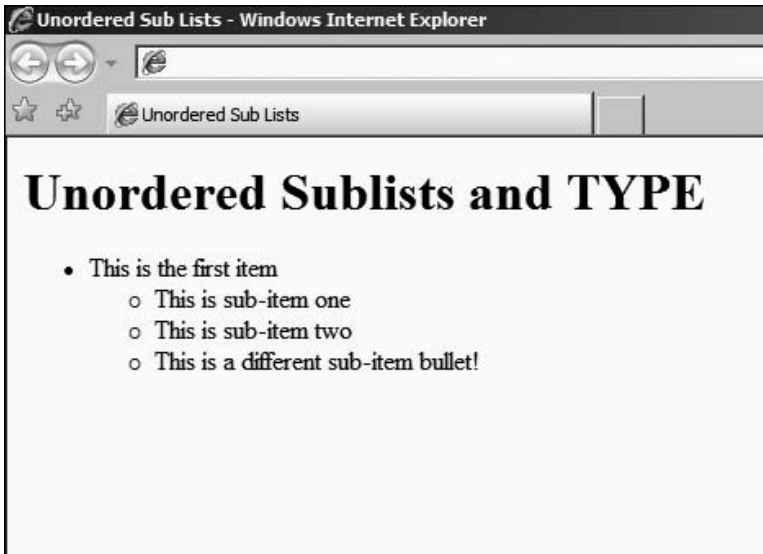 Unordered Sub Lists - Windows Internet Explorer
Unordered Sub Lists
Unordered Sublists and TYPE
This is the first item
This is sub-item one
This is sub-item two
This is a different sub-item bullet!